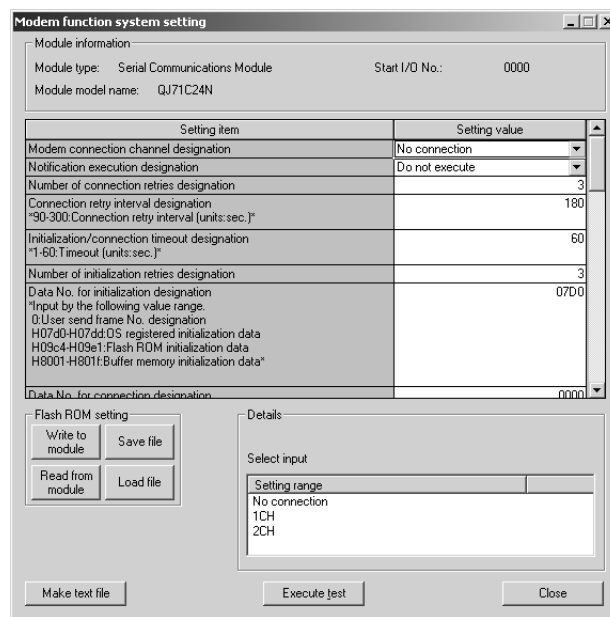 Modem function system setting
Module information
Module type: Serial Communications Module Start I/O No.: 0000
Module model name: QJ71C24N
Setting item Setting value
Modem connection channel designation No connection
Notification execution designation Do not execute
Number of connection retries designation 3
Connection retry interval designation 180
*90-300:Connection retry interval (units:sec.)*
Initialization/connection timeout designation 60
*1-60:Timeout (units:sec.)*
Number of initialization retries designation 3
Data No. for initialization designation 07D0
*Input by the following value range.
0:User send frame No. designation
H07d0-H07dd:OS registered initialization data
H09c4-H09e1:Flash ROM initialization data
H8001-H801f:Buffer memory initialization data*
Data No. for connection designation 0000
Flash ROM setting
Write to module
Save file
Read from module
Load file
Details
Select input
Setting range
No connection
1CH
2CH
Make text file
Execute test
Close